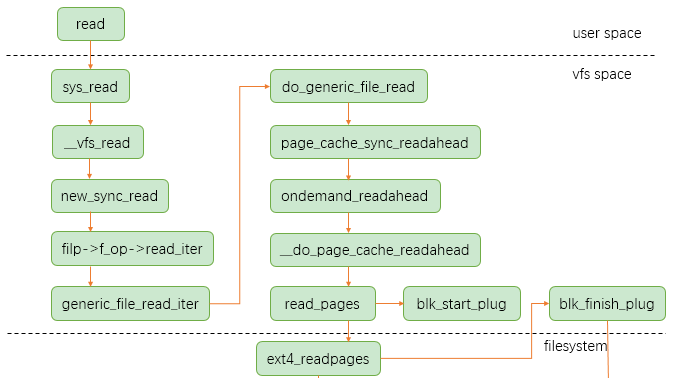 read
user space
sys_read
do_generic_file_read
vfs space
__vfs_read
page_cache_sync_readahead
new_sync_read
ondemand_readahead
filp->f_op->read_iter
__do_page_cache_readahead
generic_file_read_iter
read_pages
blk_start_plug
blk_finish_plug
filesystem
ext4_readpages